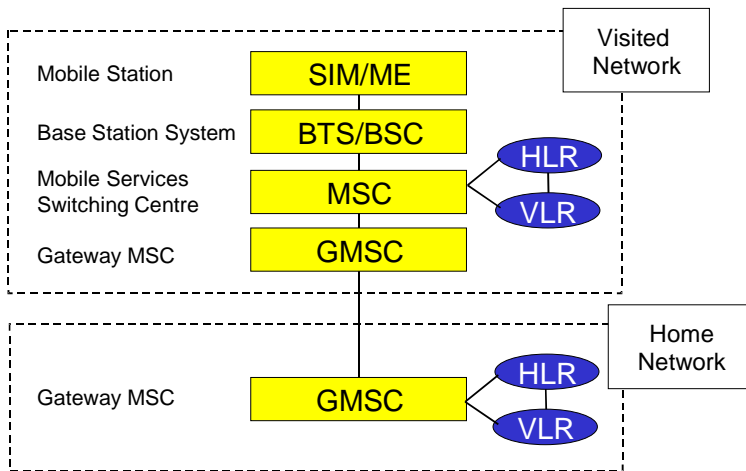 Visited
Network
Mobile Station
SIM/ME
Base Station System
BTS/BSC
HLR
Mobile Services
Switching Centre
MSC
VLR
Gateway MSC
GMSC
Home
Network
HLR
Gateway MSC
GMSC
VLR